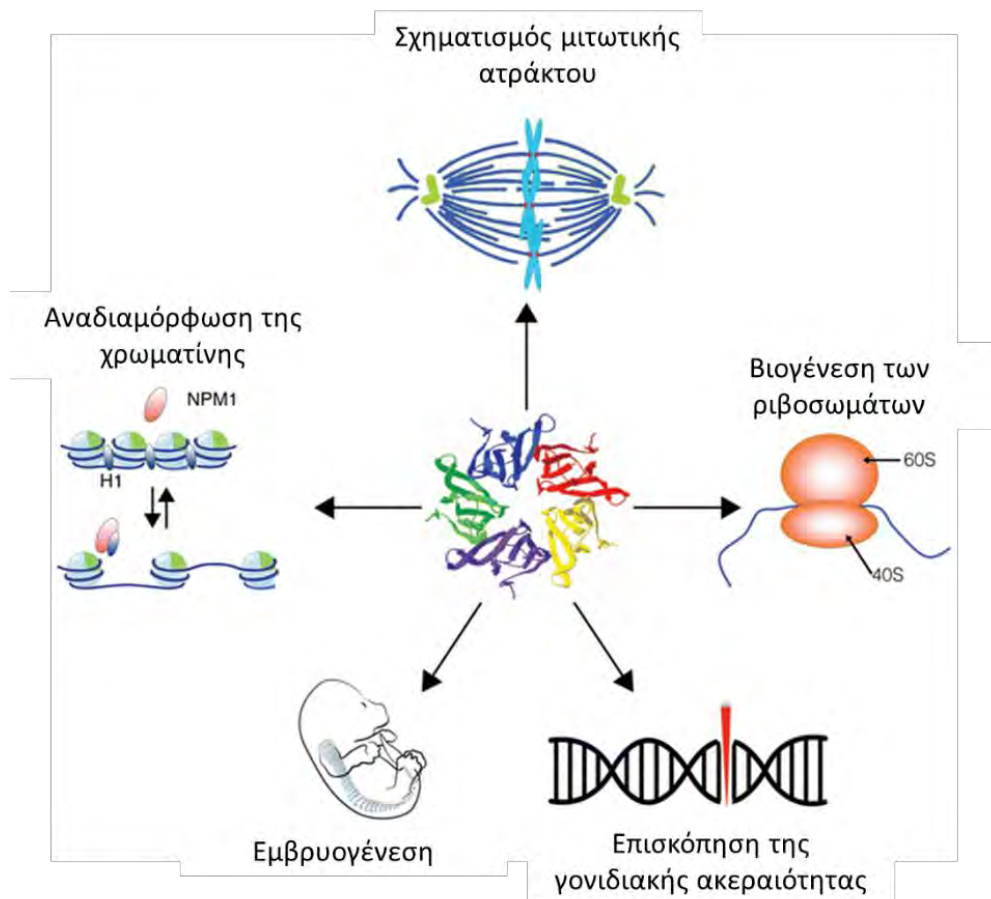 Σχηματισμός μιτωτικής
ατράκτου
Αναδιαμόρφωση της
χρωματίνης
NPM1
H1
Βιογένεση των
ριβοσωμάτων
60S
40S
Εμβρυογένεση
Επισκόπηση της
γονιδιακής ακεραιότητας